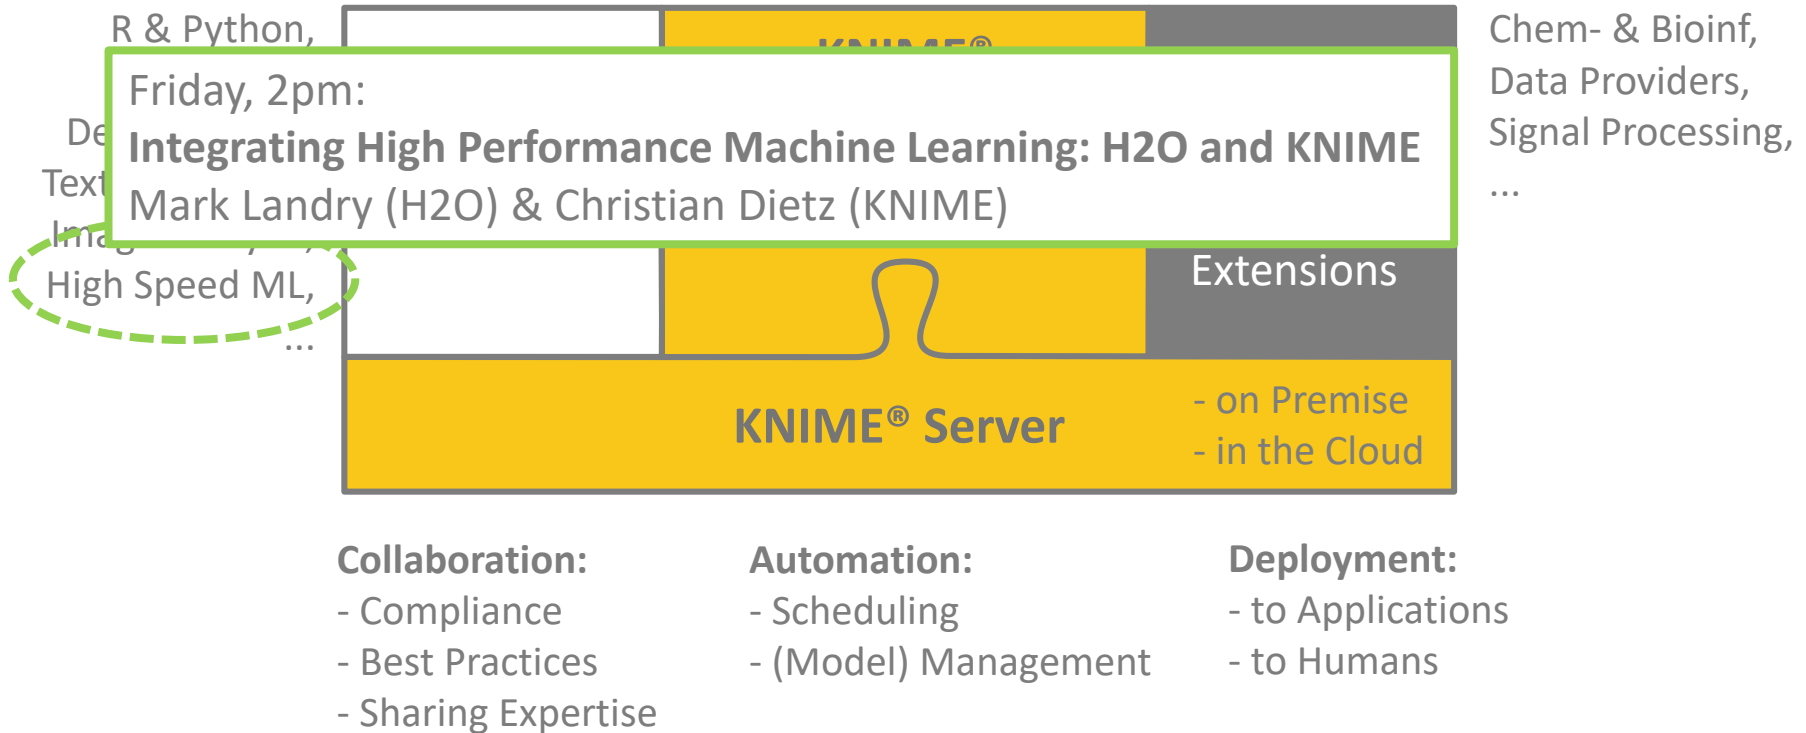 R & Python,
KNIME®
Friday, 2pm:
Integrating High Performance Machine Learning: H2O and KNIME
Mark Landry (H2O) & Christian Dietz (KNIME)
Text
High Speed ML,
...
Chem- & Bioinf,
Data Providers,
Signal Processing,
...
Extensions
KNIME® Server
- on Premise
- in the Cloud
Collaboration:
- Compliance
- Best Practices
- Sharing Expertise
Automation:
- Scheduling
- (Model) Management
Deployment:
- to Applications
- to Humans